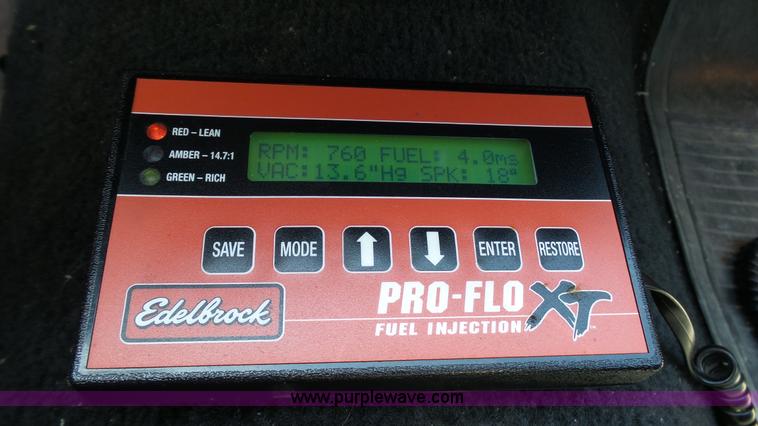 RED – LEAN
AMBER – 14.7:1
GREEN – RICH
RPM: 760 FUEL: 4.0ms
VAC:13.6"Hg SPK: 18°
SAVE
MODE
ENTER
RESTORE
Edelbrock
PRO-FLO XT™
FUEL INJECTION
www.purplewave.com